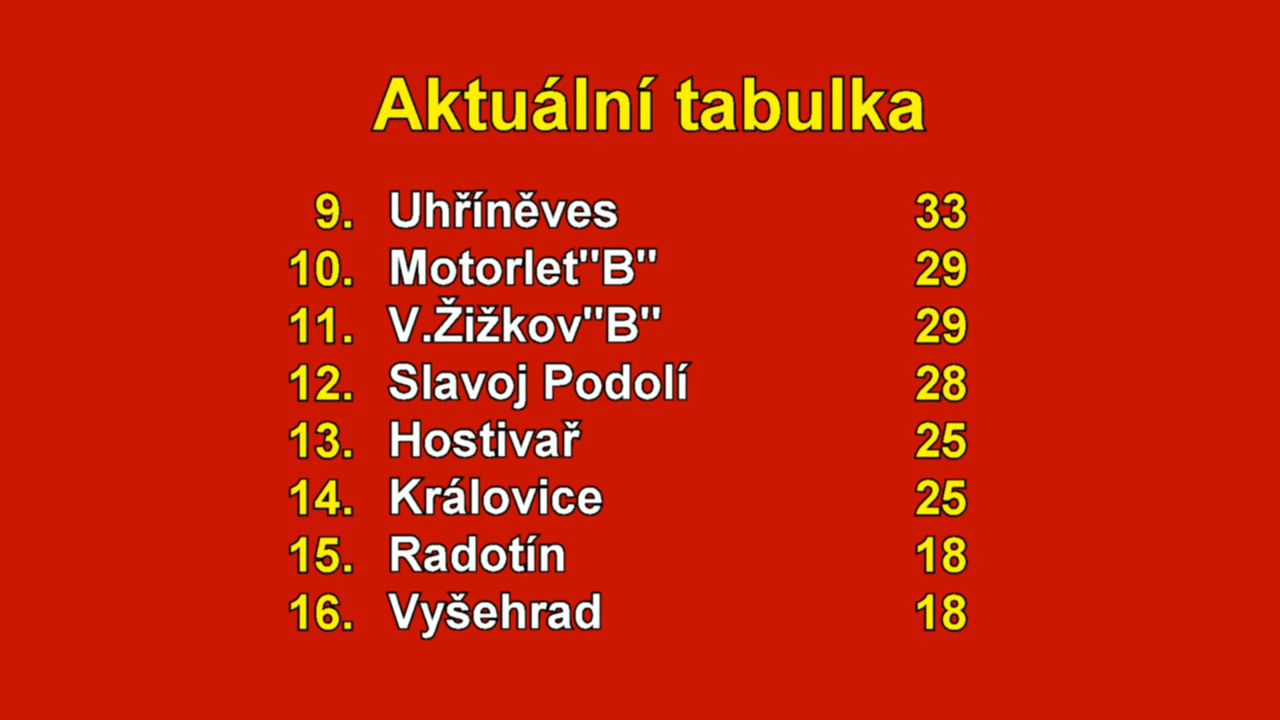 Aktuální tabulka
9. Uhříněves 33
10. Motorlet"B" 29
11. V.Žižkov"B" 29
12. Slavoj Podolí 28
13. Hostivař 25
14. Královice 25
15. Radotín 18
16. Vyšehrad 18